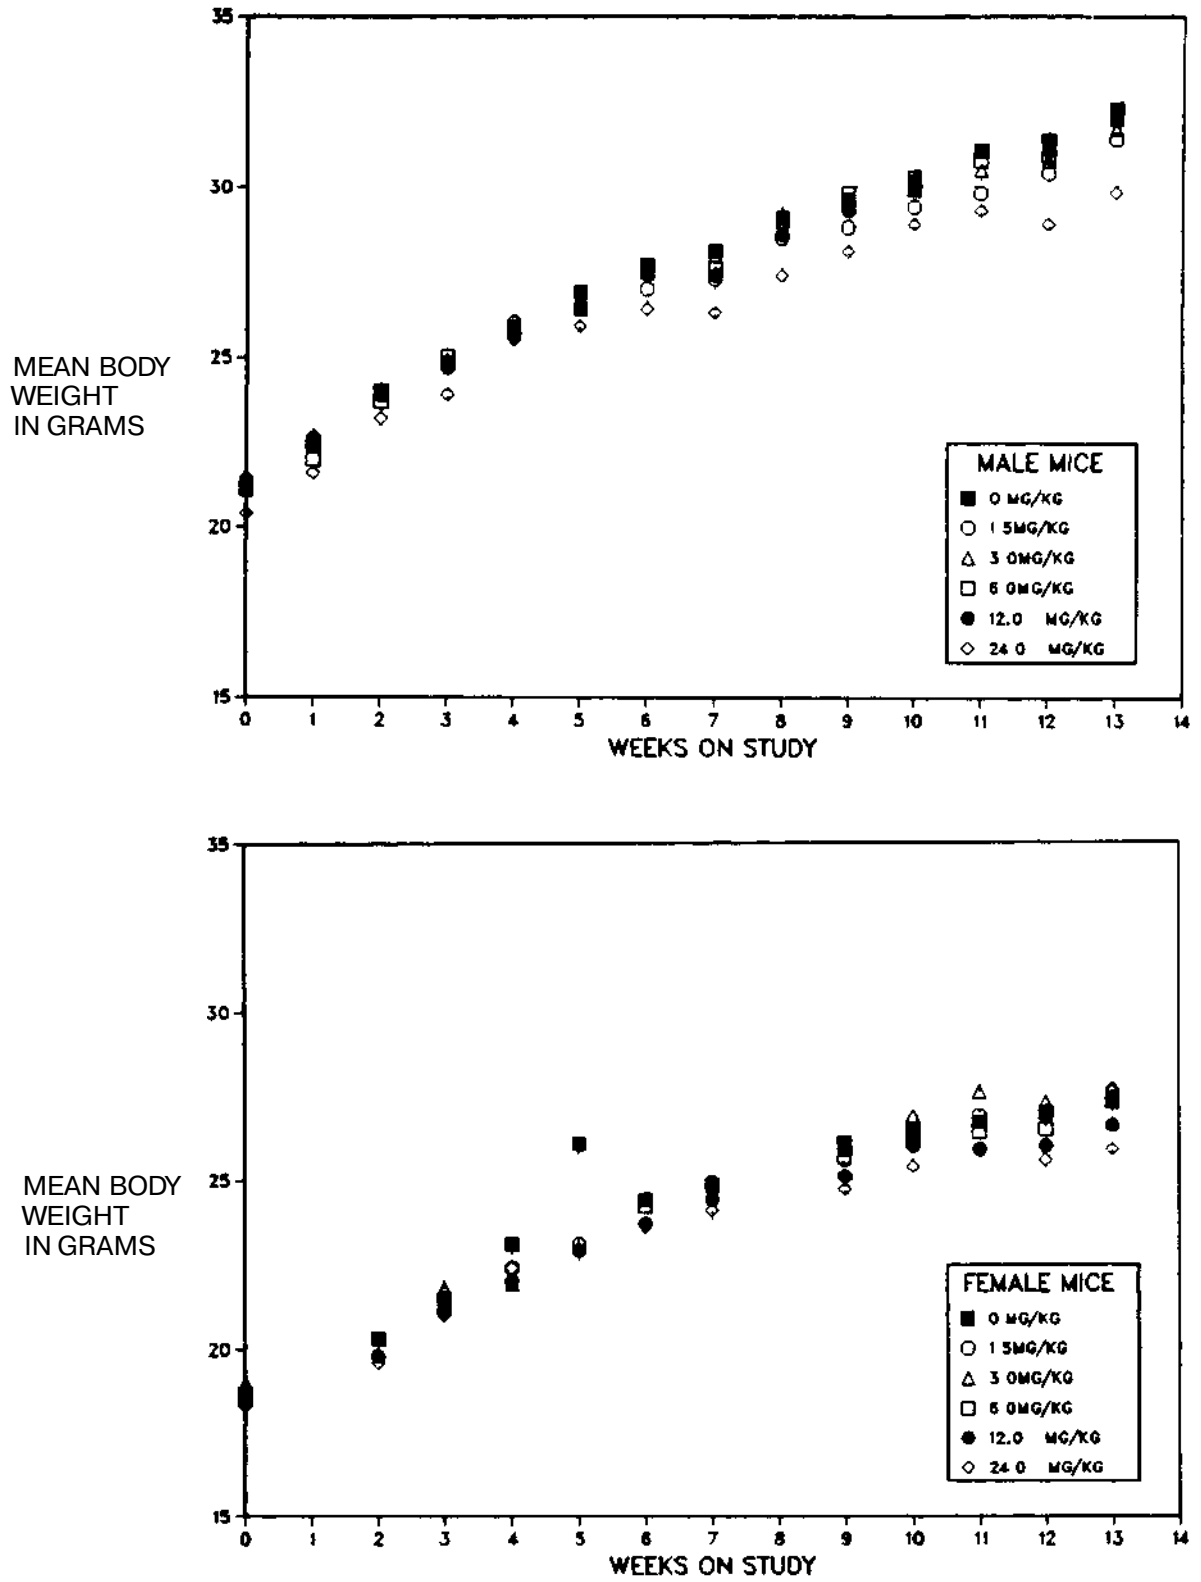 35
30
25
20
15
MEAN BODY
WEIGHT
IN GRAMS
MALE MICE
0 MG/KG
1 5MG/KG
3 0MG/KG
6 0MG/KG
12.0 MG/KG
24 0 MG/KG
0 1 2 3 4 5 6 7 8 9 10 11 12 13 14
WEEKS ON STUDY
35
30
25
20
15
MEAN BODY
WEIGHT
IN GRAMS
FEMALE MICE
0 MG/KG
1 5MG/KG
3 0MG/KG
6 0MG/KG
12.0 MG/KG
24 0 MG/KG
0 1 2 3 4 5 6 7 8 9 10 11 12 13 14
WEEKS ON STUDY